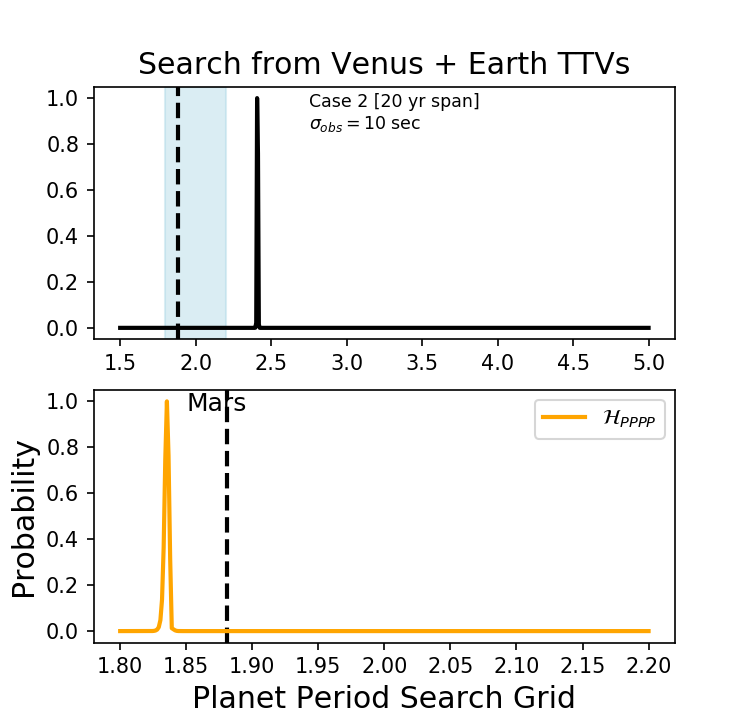 Search from Venus + Earth TTVs
Case 2 [20 yr span]
σ_obs = 10 sec
1.0
0.8
0.6
0.4
0.2
0.0
1.5 2.0 2.5 3.0 3.5 4.0 4.5 5.0
Mars
ℋ_PPPP
Probability
1.0
0.8
0.6
0.4
0.2
0.0
1.80 1.85 1.90 1.95 2.00 2.05 2.10 2.15 2.20
Planet Period Search Grid